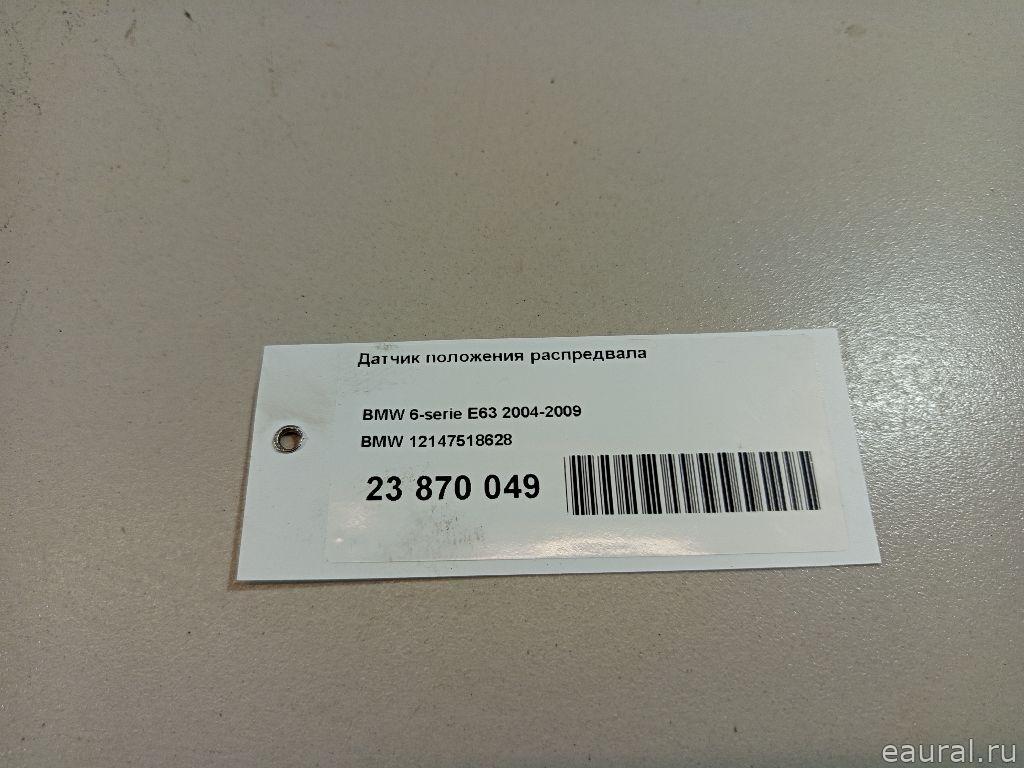 Датчик положения распредвала
BMW 6-serie E63 2004-2009
BMW 12147518628
23 870 049
eaural.ru